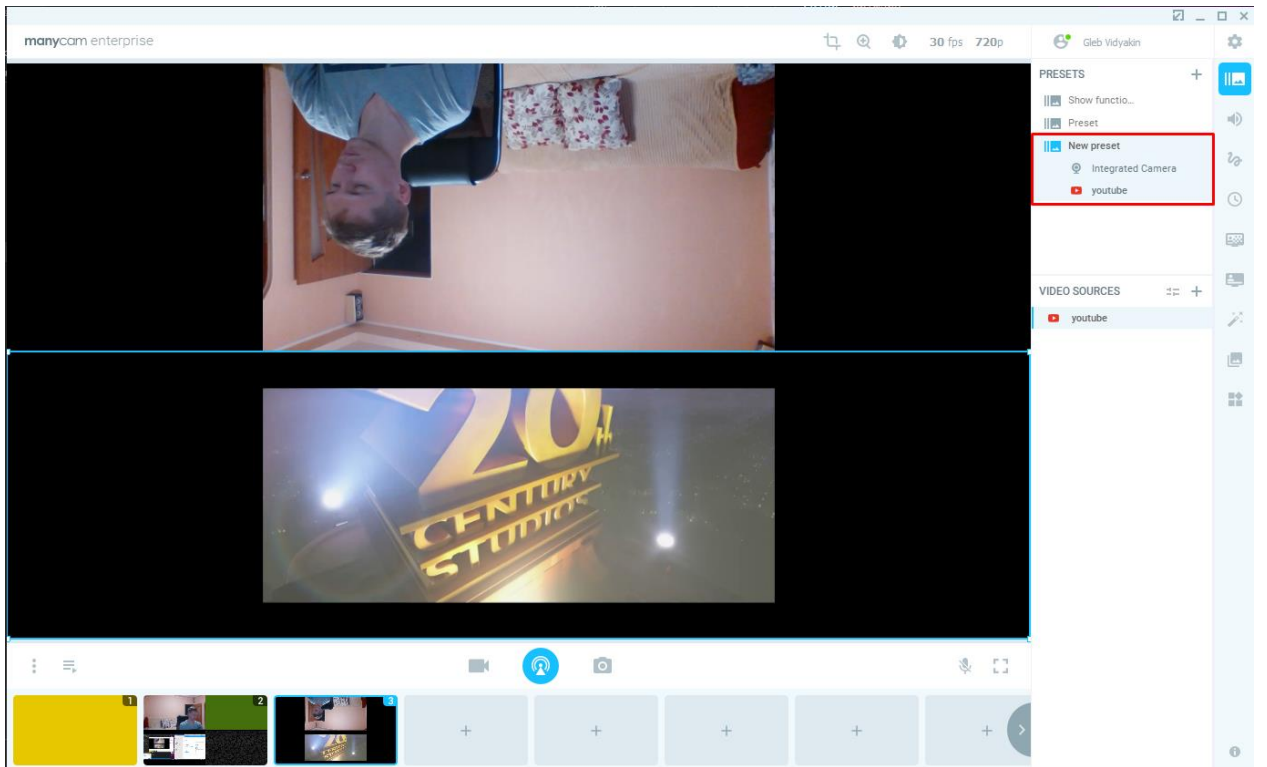 manycam enterprise
30 fps 720p
Gleb Vidyakin
PRESETS
Show functio...
Preset
New preset
Integrated Camera
youtube
VIDEO SOURCES
youtube
20th
CENTURY
STUDIOS
1
2
3